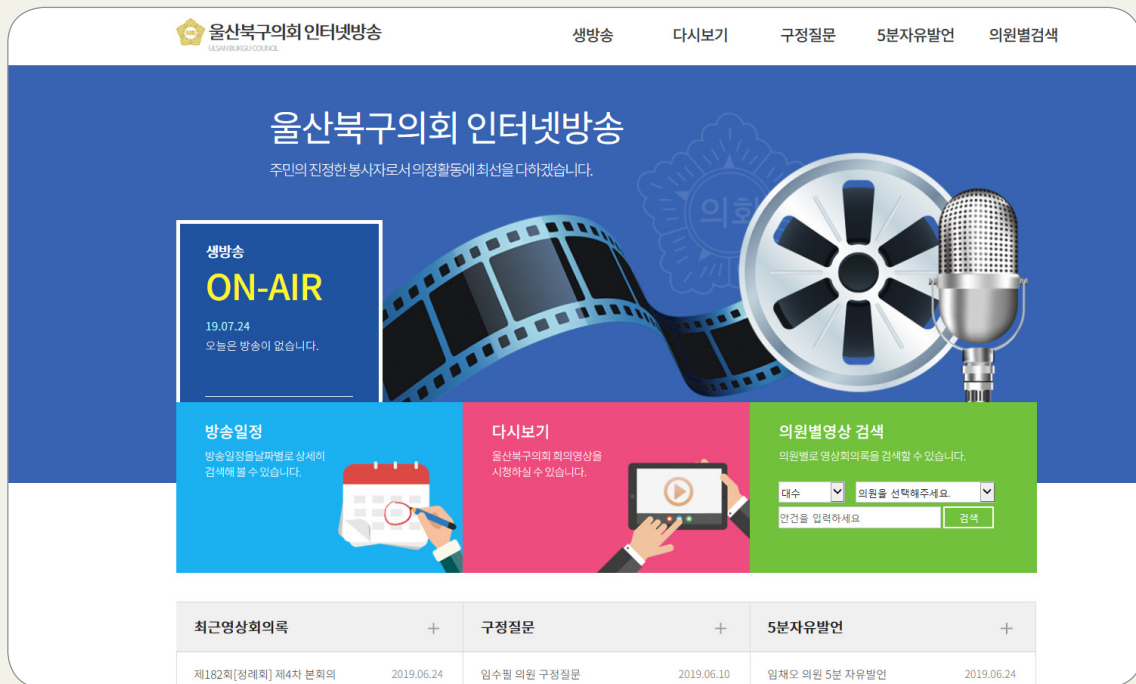 울산북구의회 인터넷방송
ULSAN BUKGU COUNCIL
생방송 다시보기 구정질문 5분자유발언 의원별검색
울산북구의회 인터넷방송
주민의 진정한 봉사자로서 의정활동에 최선을 다하겠습니다.
의회
생방송
ON-AIR
19.07.24
오늘은 방송이 없습니다.
방송일정
방송일정을날짜별로 상세히
검색해 볼 수 있습니다.
다시보기
울산북구의회 회의영상을
시청하실 수 있습니다.
의원별영상 검색
의원별로 영상회의록을 검색할 수 있습니다.
대수 의원을 선택해주세요.
안건을 입력하세요 검색
최근영상회의록 +
제182회[정례회] 제4차 본회의 2019.06.24
구정질문 +
임수필 의원 구정질문 2019.06.10
5분자유발언 +
임채오 의원 5분 자유발언 2019.06.24